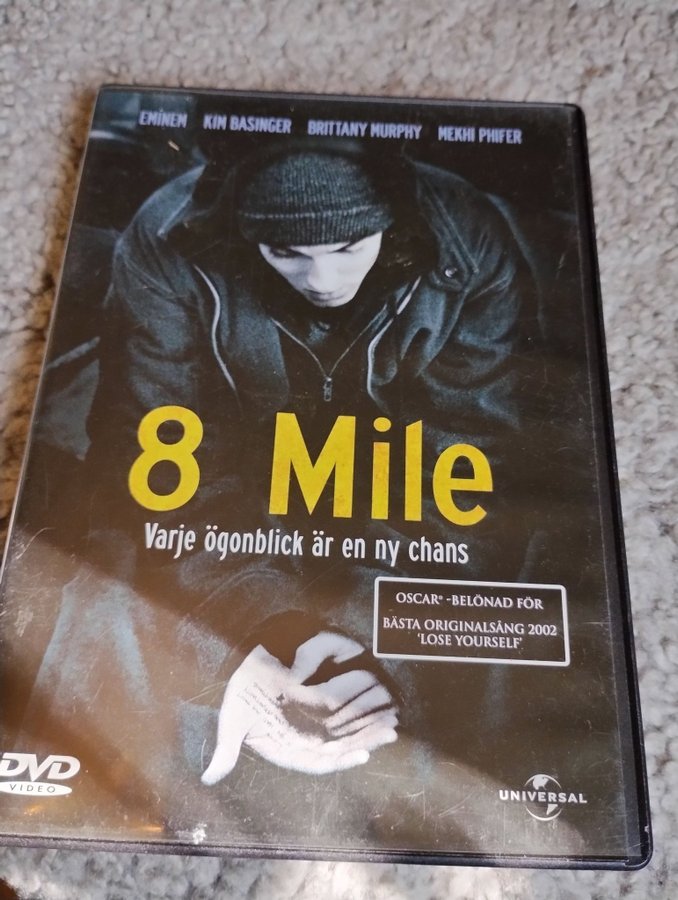 EMINEM KIM BASINGER BRITTANY MURPHY MEKHI PHIFER
8 Mile
Varje ögonblick är en ny chans
OSCAR® -BELÖNAD FÖR
BÄSTA ORIGINALSÅNG 2002
'LOSE YOURSELF'
DVD
VIDEO
UNIVERSAL